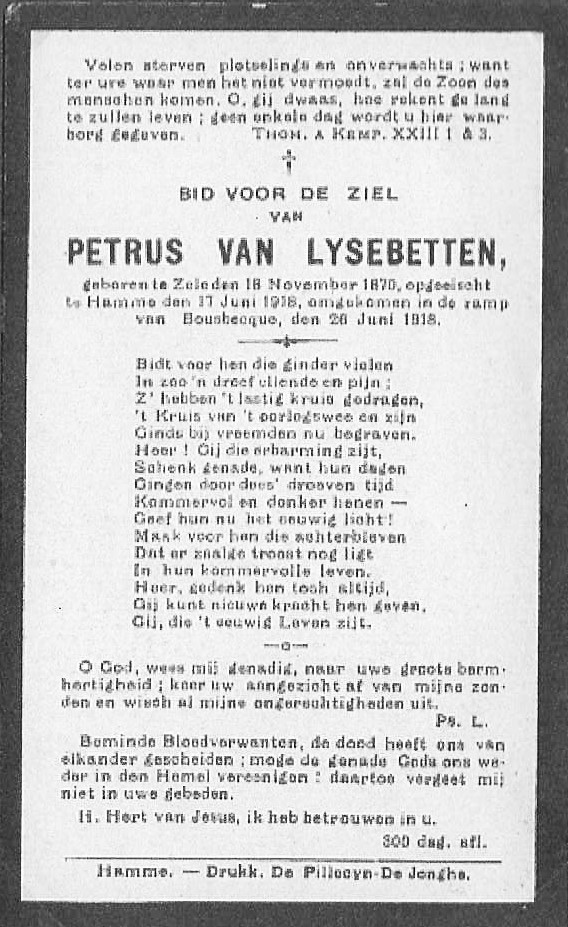 Velen sterven plotselings en onverwachts ; want
ter ure waar men het niet vermoedt, zal de Zoon des
menschen komen. O, gij dwaas, hoe rekent ge lang
te zullen leven ; geen enkele dag wordt u hier waar-
borg gegeven. THOM. A KEMP. XXIII 1 & 3.
†
BID VOOR DE ZIEL
VAN
PETRUS VAN LYSEBETTEN,
geboren te Zele den 18 November 1870, opgeeischt
te Hamme den 17 Juni 1918, omgekomen in de ramp
van Bousbecque, den 26 Juni 1918.
Bidt voor hen die ginder vielen
In zoo'n droef ellende en pijn ;
Z' hebben 't lastig kruis gedragen,
't Kruis van 't oorlogswee en zijn
Ginds bij vreemden nu begraven.
Heer ! Gij die erbarming zijt,
Schenk genade, want hun dagen
Gingen door dees' droeven tijd
Kommervol en donker henen —
Geef hun nu het eeuwig licht !
Maak voor hen die achterbleven
Dat er zaalge troost nog ligt
In hun kommervolle leven.
Heer, gedenk hen toch altijd,
Gij kunt nieuwe kracht hen geven,
Gij, die 't eeuwig Leven zijt.
—o—
O God, wees mij genadig, naar uwe groote barm-
hertigheid ; keer uw aangezicht af van mijne zon-
den en wisch al mijne ongerechtigheden uit.
Ps. L.
Beminde Bloedverwanten, de dood heeft ons van
elkander gescheiden ; moge de genade Gods ons we-
der in den Hemel vereenigen ! daartoe vergeet mij
niet in uwe gebeden.
H. Hert van Jesus, ik heb betrouwen in u.
300 dag. afl.
Hamme. — Drukk. De Pillecyn-De Jonghe.